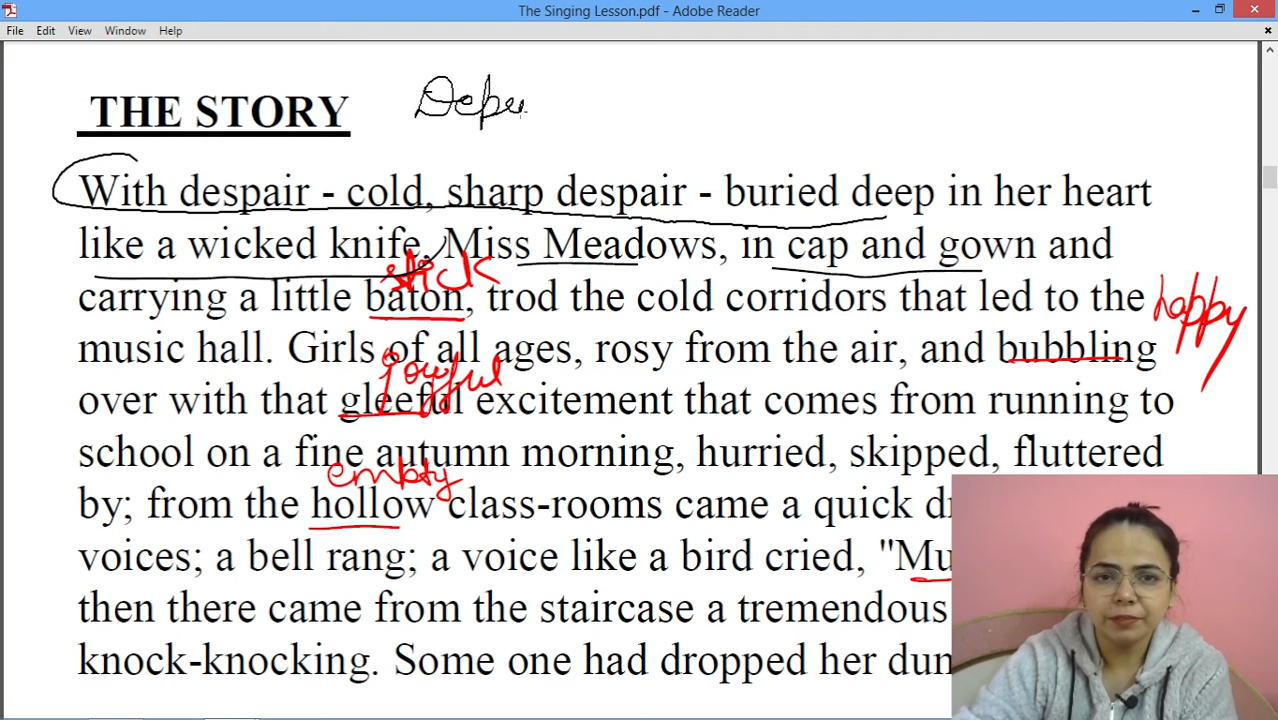 The Singing Lesson.pdf - Adobe Reader
File Edit View Window Help
THE STORY Depu
With despair - cold, sharp despair - buried deep in her heart
like a wicked knife, Miss Meadows, in cap and gown and
stick
carrying a little baton, trod the cold corridors that led to the
happy
music hall. Girls of all ages, rosy from the air, and bubbling
joyful
over with that gleeful excitement that comes from running to
school on a fine autumn morning, hurried, skipped, fluttered
empty
by; from the hollow class-rooms came a quick
voices; a bell rang; a voice like a bird cried, "Mu
then there came from the staircase a tremendous
knock-knocking. Some one had dropped her dum